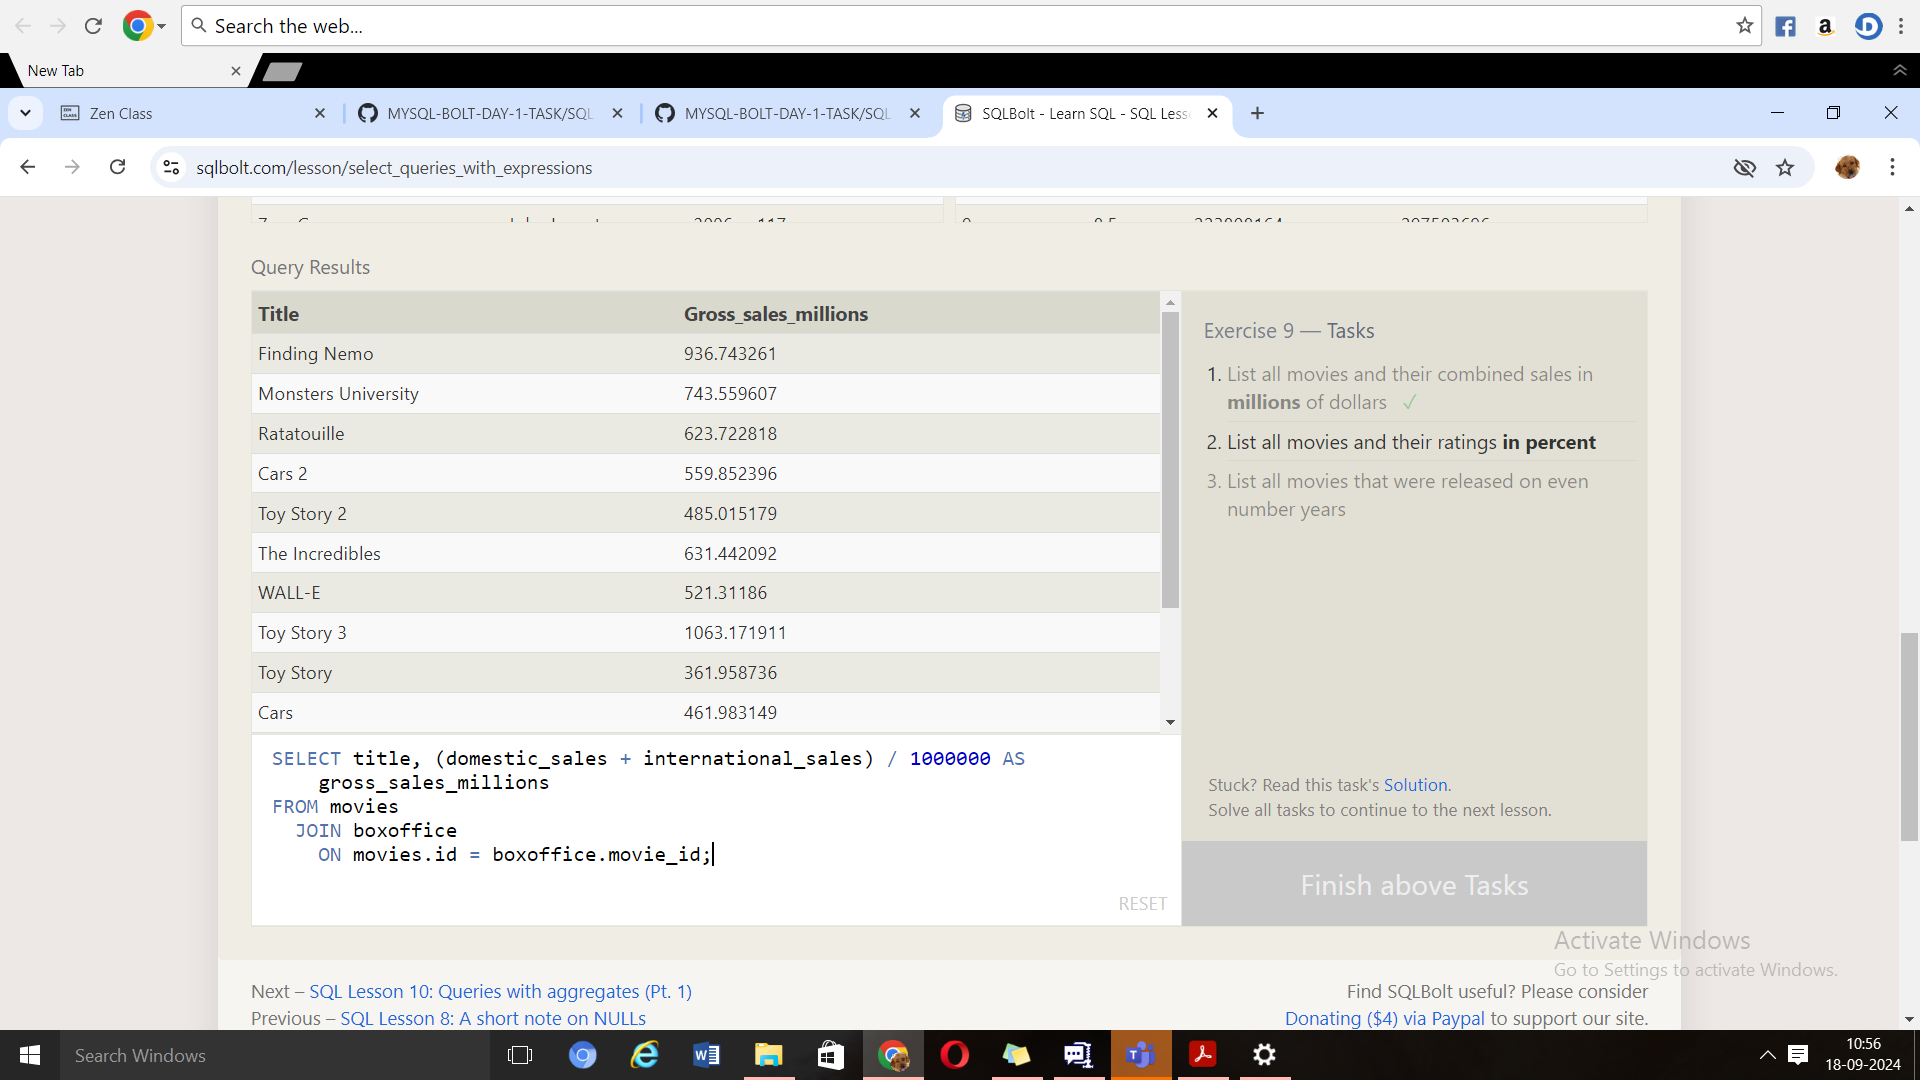 Search the web...
New Tab
Zen Class
MYSQL-BOLT-DAY-1-TASK/SQL
MYSQL-BOLT-DAY-1-TASK/SQL
SQLBolt - Learn SQL - SQL Less
sqlbolt.com/lesson/select_queries_with_expressions
Query Results
Title Gross_sales_millions
Finding Nemo 936.743261
Monsters University 743.559607
Ratatouille 623.722818
Cars 2 559.852396
Toy Story 2 485.015179
The Incredibles 631.442092
WALL-E 521.31186
Toy Story 3 1063.171911
Toy Story 361.958736
Cars 461.983149
SELECT title, (domestic_sales + international_sales) / 1000000 AS
gross_sales_millions
FROM movies
JOIN boxoffice
ON movies.id = boxoffice.movie_id;
RESET
Exercise 9 — Tasks
1. List all movies and their combined sales in
millions of dollars ✓
2. List all movies and their ratings in percent
3. List all movies that were released on even
number years
Stuck? Read this task's Solution.
Solve all tasks to continue to the next lesson.
Finish above Tasks
Activate Windows
Go to Settings to activate Windows.
Next – SQL Lesson 10: Queries with aggregates (Pt. 1)
Previous – SQL Lesson 8: A short note on NULLs
Find SQLBolt useful? Please consider
Donating ($4) via Paypal to support our site.
Search Windows
10:56
18-09-2024